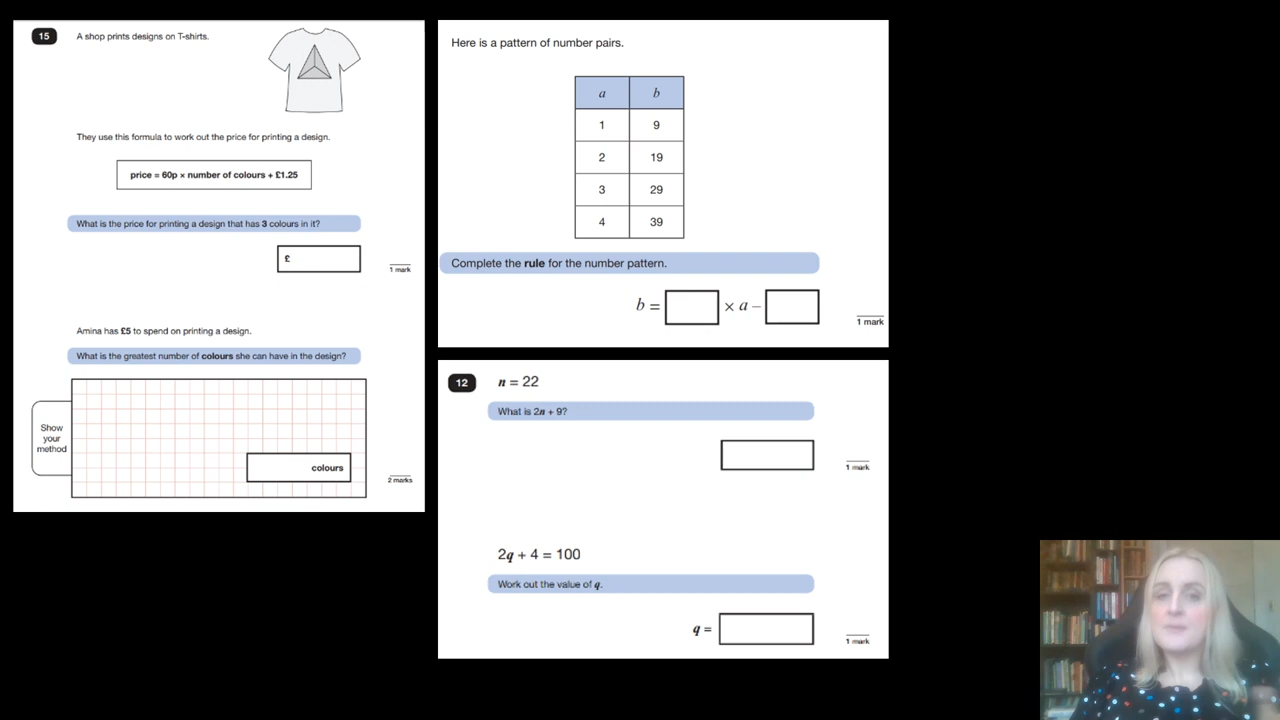 15
A shop prints designs on T-shirts.
They use this formula to work out the price for printing a design.
price = 60p × number of colours + £1.25
What is the price for printing a design that has 3 colours in it?
£
1 mark
Amina has £5 to spend on printing a design.
What is the greatest number of colours she can have in the design?
Show
your
method
colours
2 marks
Here is a pattern of number pairs.
a b
1 9
2 19
3 29
4 39
Complete the rule for the number pattern.
b = × a –
1 mark
12
n = 22
What is 2n + 9?
1 mark
2q + 4 = 100
Work out the value of q.
q =
1 mark